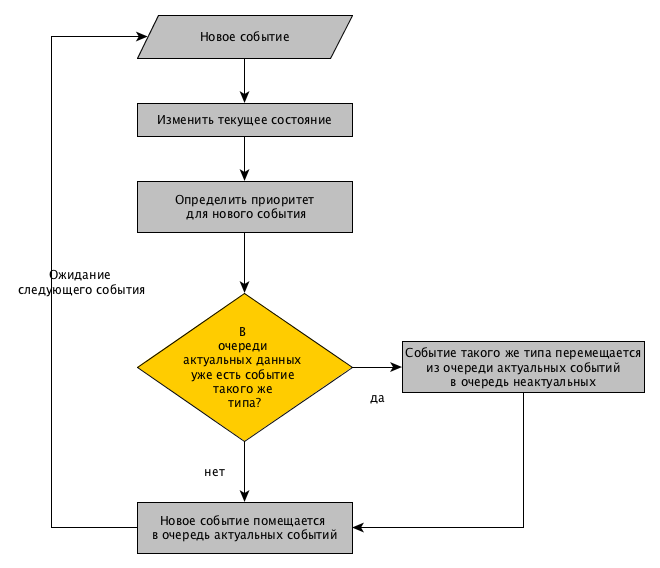 Новое событие
Изменить текущее состояние
Определить приоритет
для нового события
Ожидание
следующего события
В
очереди
актуальных данных
уже есть событие
такого же
типа?
Событие такого же типа перемещается
из очереди актуальных событий
в очередь неактуальных
да
нет
Новое событие помещается
в очередь актуальных событий